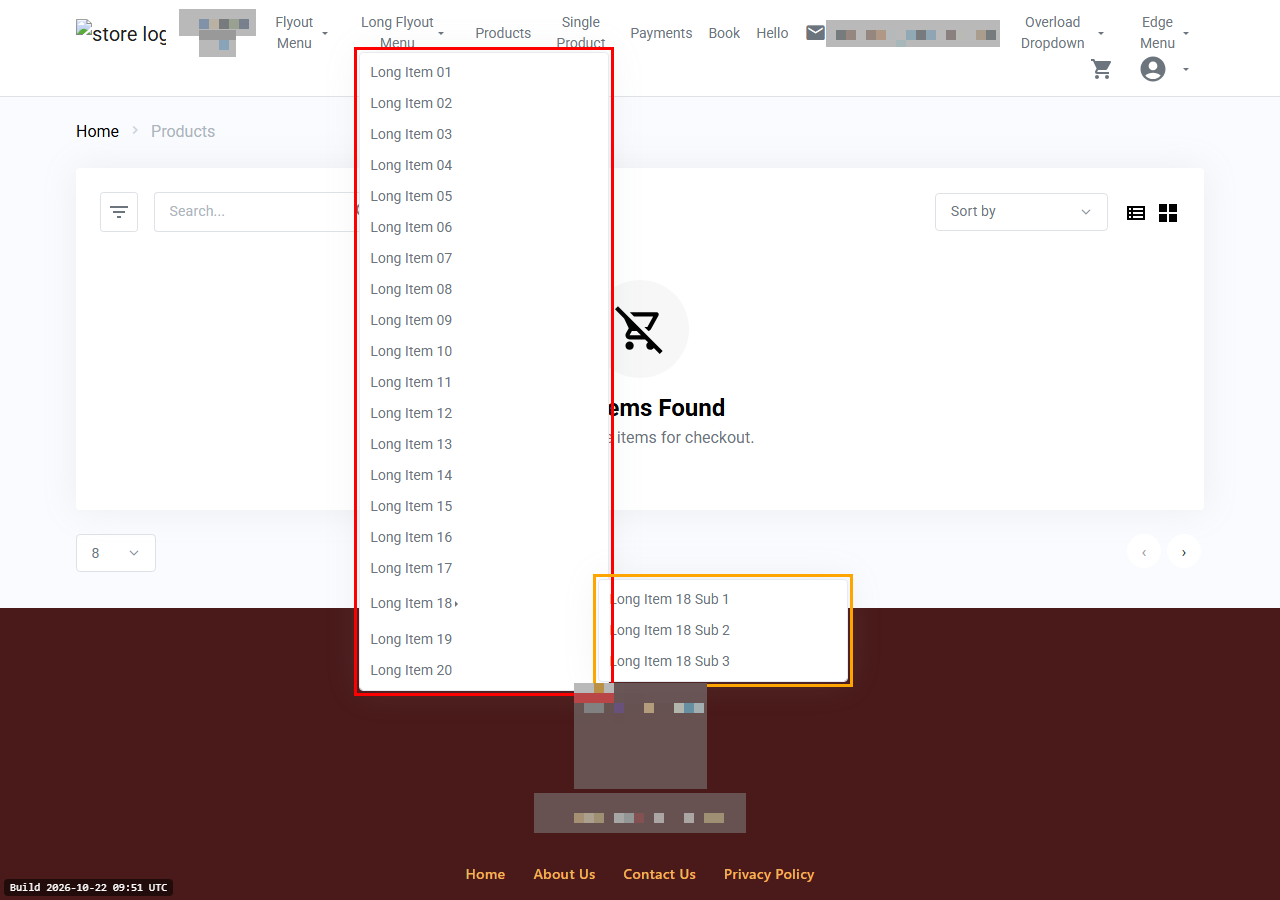 store log
Flyout Menu
Long Flyout Menu
Products
Single Product
Payments
Book
Hello
Overload Dropdown
Edge Menu
Home
Products
Search...
Sort by
Long Item 01
Long Item 02
Long Item 03
Long Item 04
Long Item 05
Long Item 06
Long Item 07
Long Item 08
Long Item 09
Long Item 10
Long Item 11
Long Item 12
Long Item 13
Long Item 14
Long Item 15
Long Item 16
Long Item 17
Long Item 18
Long Item 19
Long Item 20
ems Found
items for checkout.
8
‹ ›
Long Item 18 Sub 1
Long Item 18 Sub 2
Long Item 18 Sub 3
Home About Us Contact Us Privacy Policy
Build 2026-10-22 09:51 UTC